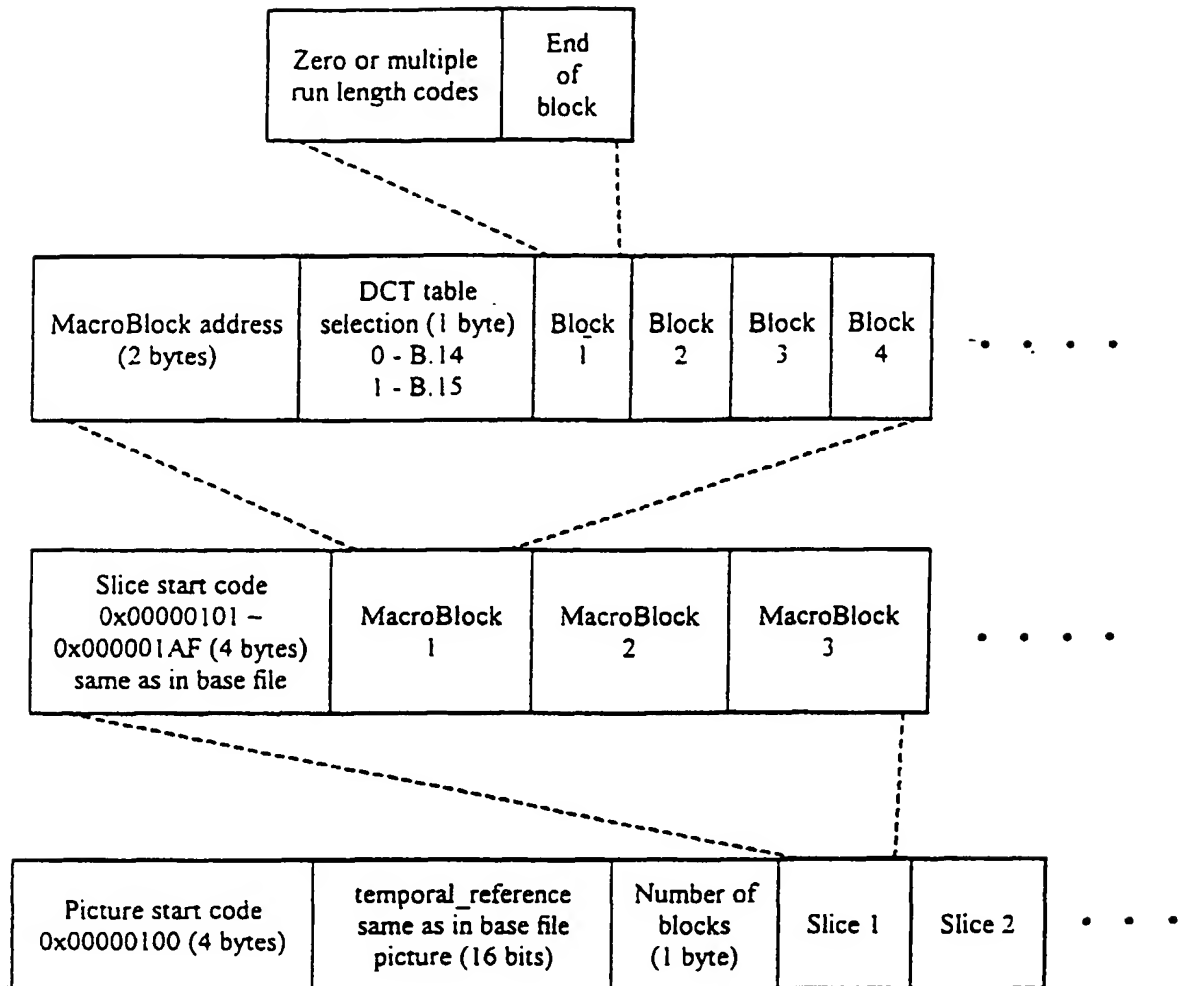 Zero or multiple
run length codes
End
of
block
MacroBlock address
(2 bytes)
DCT table
selection (1 byte)
0 - B.14
1 - B.15
Block
1
Block
2
Block
3
Block
4
Slice start code
0x00000101 –
0x000001AF (4 bytes)
same as in base file
MacroBlock
1
MacroBlock
2
MacroBlock
3
Picture start code
0x00000100 (4 bytes)
temporal_reference
same as in base file
picture (16 bits)
Number of
blocks
(1 byte)
Slice 1
Slice 2